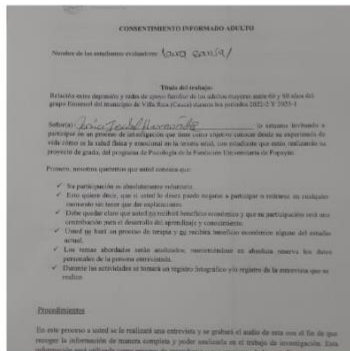 CONSENTIMIENTO INFORMADO ADULTO
Nombre de los estudiantes evaluadores:
Título del trabajo:
Relación entre depresión y redes de apoyo familiar de los adultos mayores entre 60 y 80 años del
grupo Emanuel del municipio de Villa Rica (Cauca) durante los periodos 2022-2 Y 2023-1
lo estamos invitando a
participar en un proceso de investigación que tiene como objetivo conocer desde su experiencia de
vida cómo es la salud física y emocional en la tercera edad, con estudiante que están realizando su
proyecto de grado, del programa de Psicología de la Fundación Universitaria de Popayán.
Primero, nosotros queremos que usted conozca que:
✓ Su participación es absolutamente voluntaria.
✓ Esto quiere decir, que si usted lo desea puede negarse a participar o retirarse en cualquier
momento sin tener que dar explicaciones.
✓ Debe quedar claro que usted no recibirá beneficio económico y que su participación será una
contribución para el desarrollo del aprendizaje y conocimiento.
✓ Usted no hará un proceso de terapia y no recibirá beneficio económico alguno del estudio
actual.
✓ Los temas abordados serán analizados, manteniéndose en absoluta reserva los datos
personales de la persona entrevistada.
✓ Durante las actividades se tomará un registro fotográfico y/o registro de la entrevista que se
realice.
Procedimientos
En este proceso a usted se le realizará una entrevista y se grabará el audio de esta con el fin de que
recoger la información de manera completa y poder analizarla en el trabajo de investigación. Esta